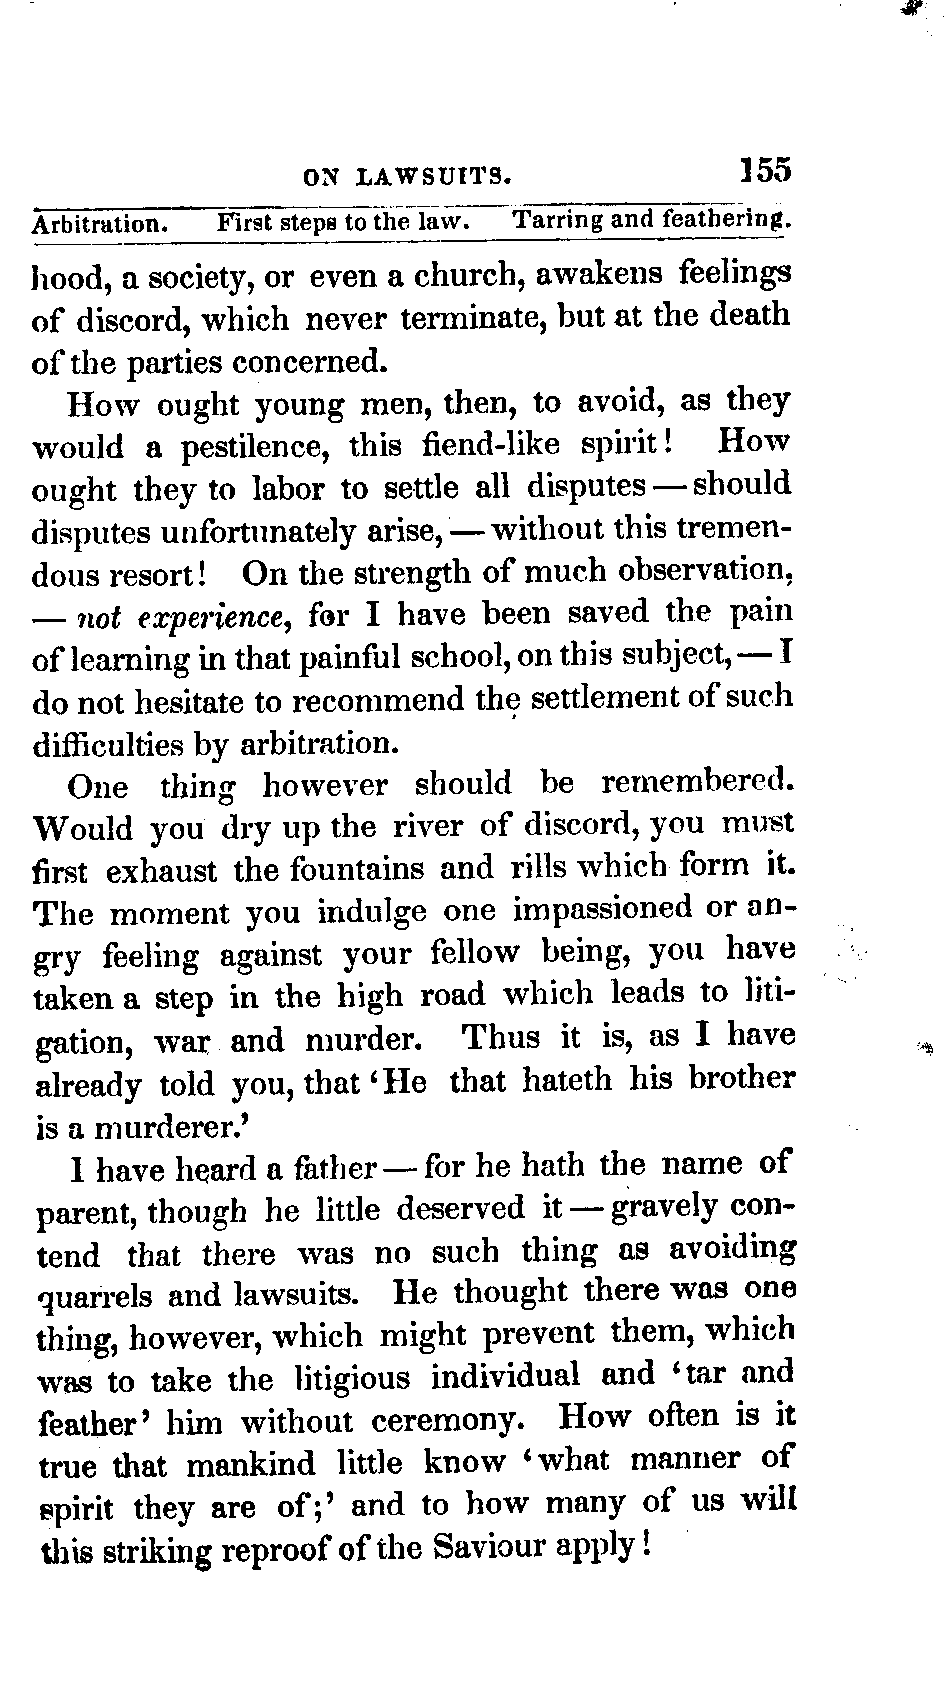 ON LAWSUITS. 155
Arbitration. First steps to the law. Tarring and feathering.
hood, a society, or even a church, awakens feelings
of discord, which never terminate, but at the death
of the parties concerned.
How ought young men, then, to avoid, as they
would a pestilence, this fiend-like spirit! How
ought they to labor to settle all disputes — should
disputes unfortunately arise, — without this tremen-
dous resort! On the strength of much observation,
— not experience, for I have been saved the pain
of learning in that painful school, on this subject, — I
do not hesitate to recommend the settlement of such
difficulties by arbitration.
One thing however should be remembered.
Would you dry up the river of discord, you must
first exhaust the fountains and rills which form it.
The moment you indulge one impassioned or an-
gry feeling against your fellow being, you have
taken a step in the high road which leads to liti-
gation, war and murder. Thus it is, as I have
already told you, that ‘He that hateth his brother
is a murderer.’
I have heard a father — for he hath the name of
parent, though he little deserved it — gravely con-
tend that there was no such thing as avoiding
quarrels and lawsuits. He thought there was one
thing, however, which might prevent them, which
was to take the litigious individual and ‘tar and
feather’ him without ceremony. How often is it
true that mankind little know ‘what manner of
spirit they are of;’ and to how many of us will
this striking reproof of the Saviour apply!